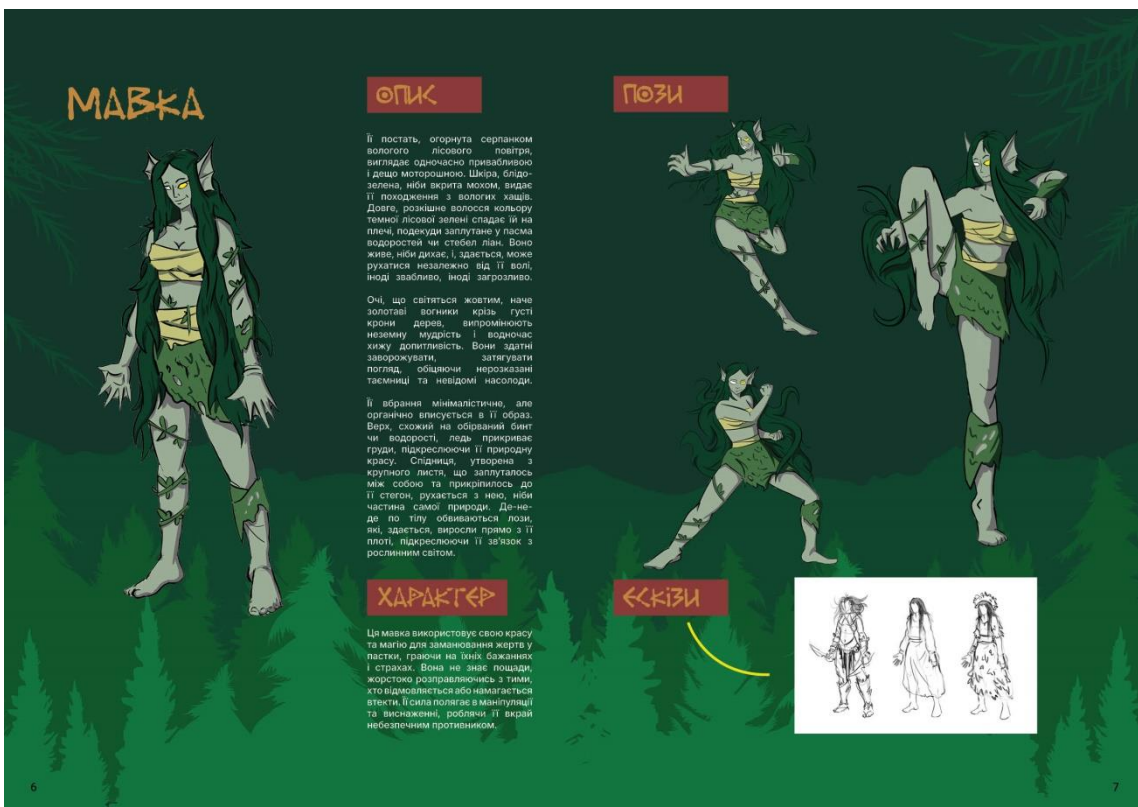 МАВКА
ОПИС
Її постать, огорнута серпанком
вологого лісового повітря,
виглядає одночасно привабливою
і дещо моторошною. Шкіра, блідо-
зелена, ніби вкрита мохом, видає
її походження з вологих хащів.
Довге, розкішне волосся кольору
темної лісової зелені спадає їй на
плечі, подекуди заплутане у пасма
водоростей чи стебел ліан. Воно
живе, ніби дихає, і, здається, може
рухатися незалежно від її волі,
іноді звабливо, іноді загрозливо.
Очі, що світяться жовтим, наче
золотаві вогники крізь густі
крони дерев, випромінюють
неземну мудрість і водночас
хижу допитливість. Вони здатні
заворожувати, затягувати
погляд, обіцяючи нерозказані
таємниці та невідомі насолоди.
Її вбрання мінімалістичне, але
органічно вписується в її образ.
Верх, схожий на обірваний бинт
чи водорості, ледь прикриває
груди, підкреслюючи її природну
красу. Спідниця, утворена з
крупного листя, що заплуталось
між собою та прикріпилось до
її стегон, рухається з нею, ніби
частина самої природи. Де-не-
де по тілу обвиваються лози,
які, здається, виросли прямо з її
плоті, підкреслюючи її зв'язок з
рослинним світом.
ХАРАКТЕР
Ця мавка використовує свою красу
та магію для заманювання жертв у
пастки, граючи на їхніх бажаннях
і страхах. Вона не знає пощади,
жорстоко розправляючись з тими,
хто відмовляється або намагається
втекти. Її сила полягає в маніпуляції
та виснаженні, роблячи її вкрай
небезпечним противником.
6
ПОЗИ
ЕСКІЗИ
7